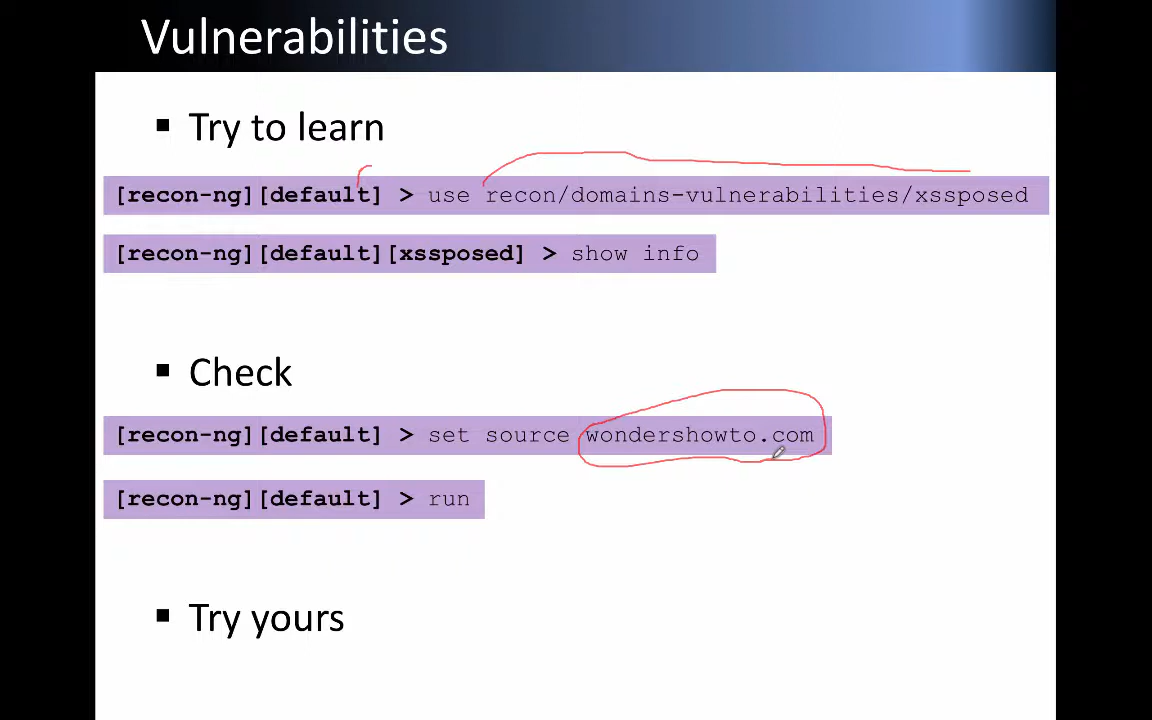 Vulnerabilities
▪ Try to learn
[recon-ng][default] > use recon/domains-vulnerabilities/xssposed
[recon-ng][default][xssposed] > show info
▪ Check
[recon-ng][default] > set source wondershowto.com
[recon-ng][default] > run
▪ Try yours